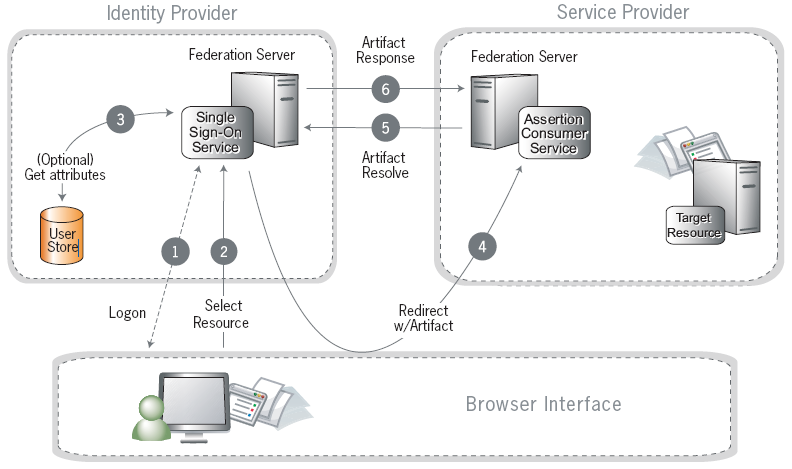 Identity Provider
Service Provider
Federation Server
Artifact
Response
Federation Server
6
3
Single
Sign-On
Service
5
Assertion
Consumer
Service
(Optional)
Get attributes
Artifact
Resolve
User
Store
Target
Resource
1
2
4
Logon
Select
Resource
Redirect
w/Artifact
Browser Interface